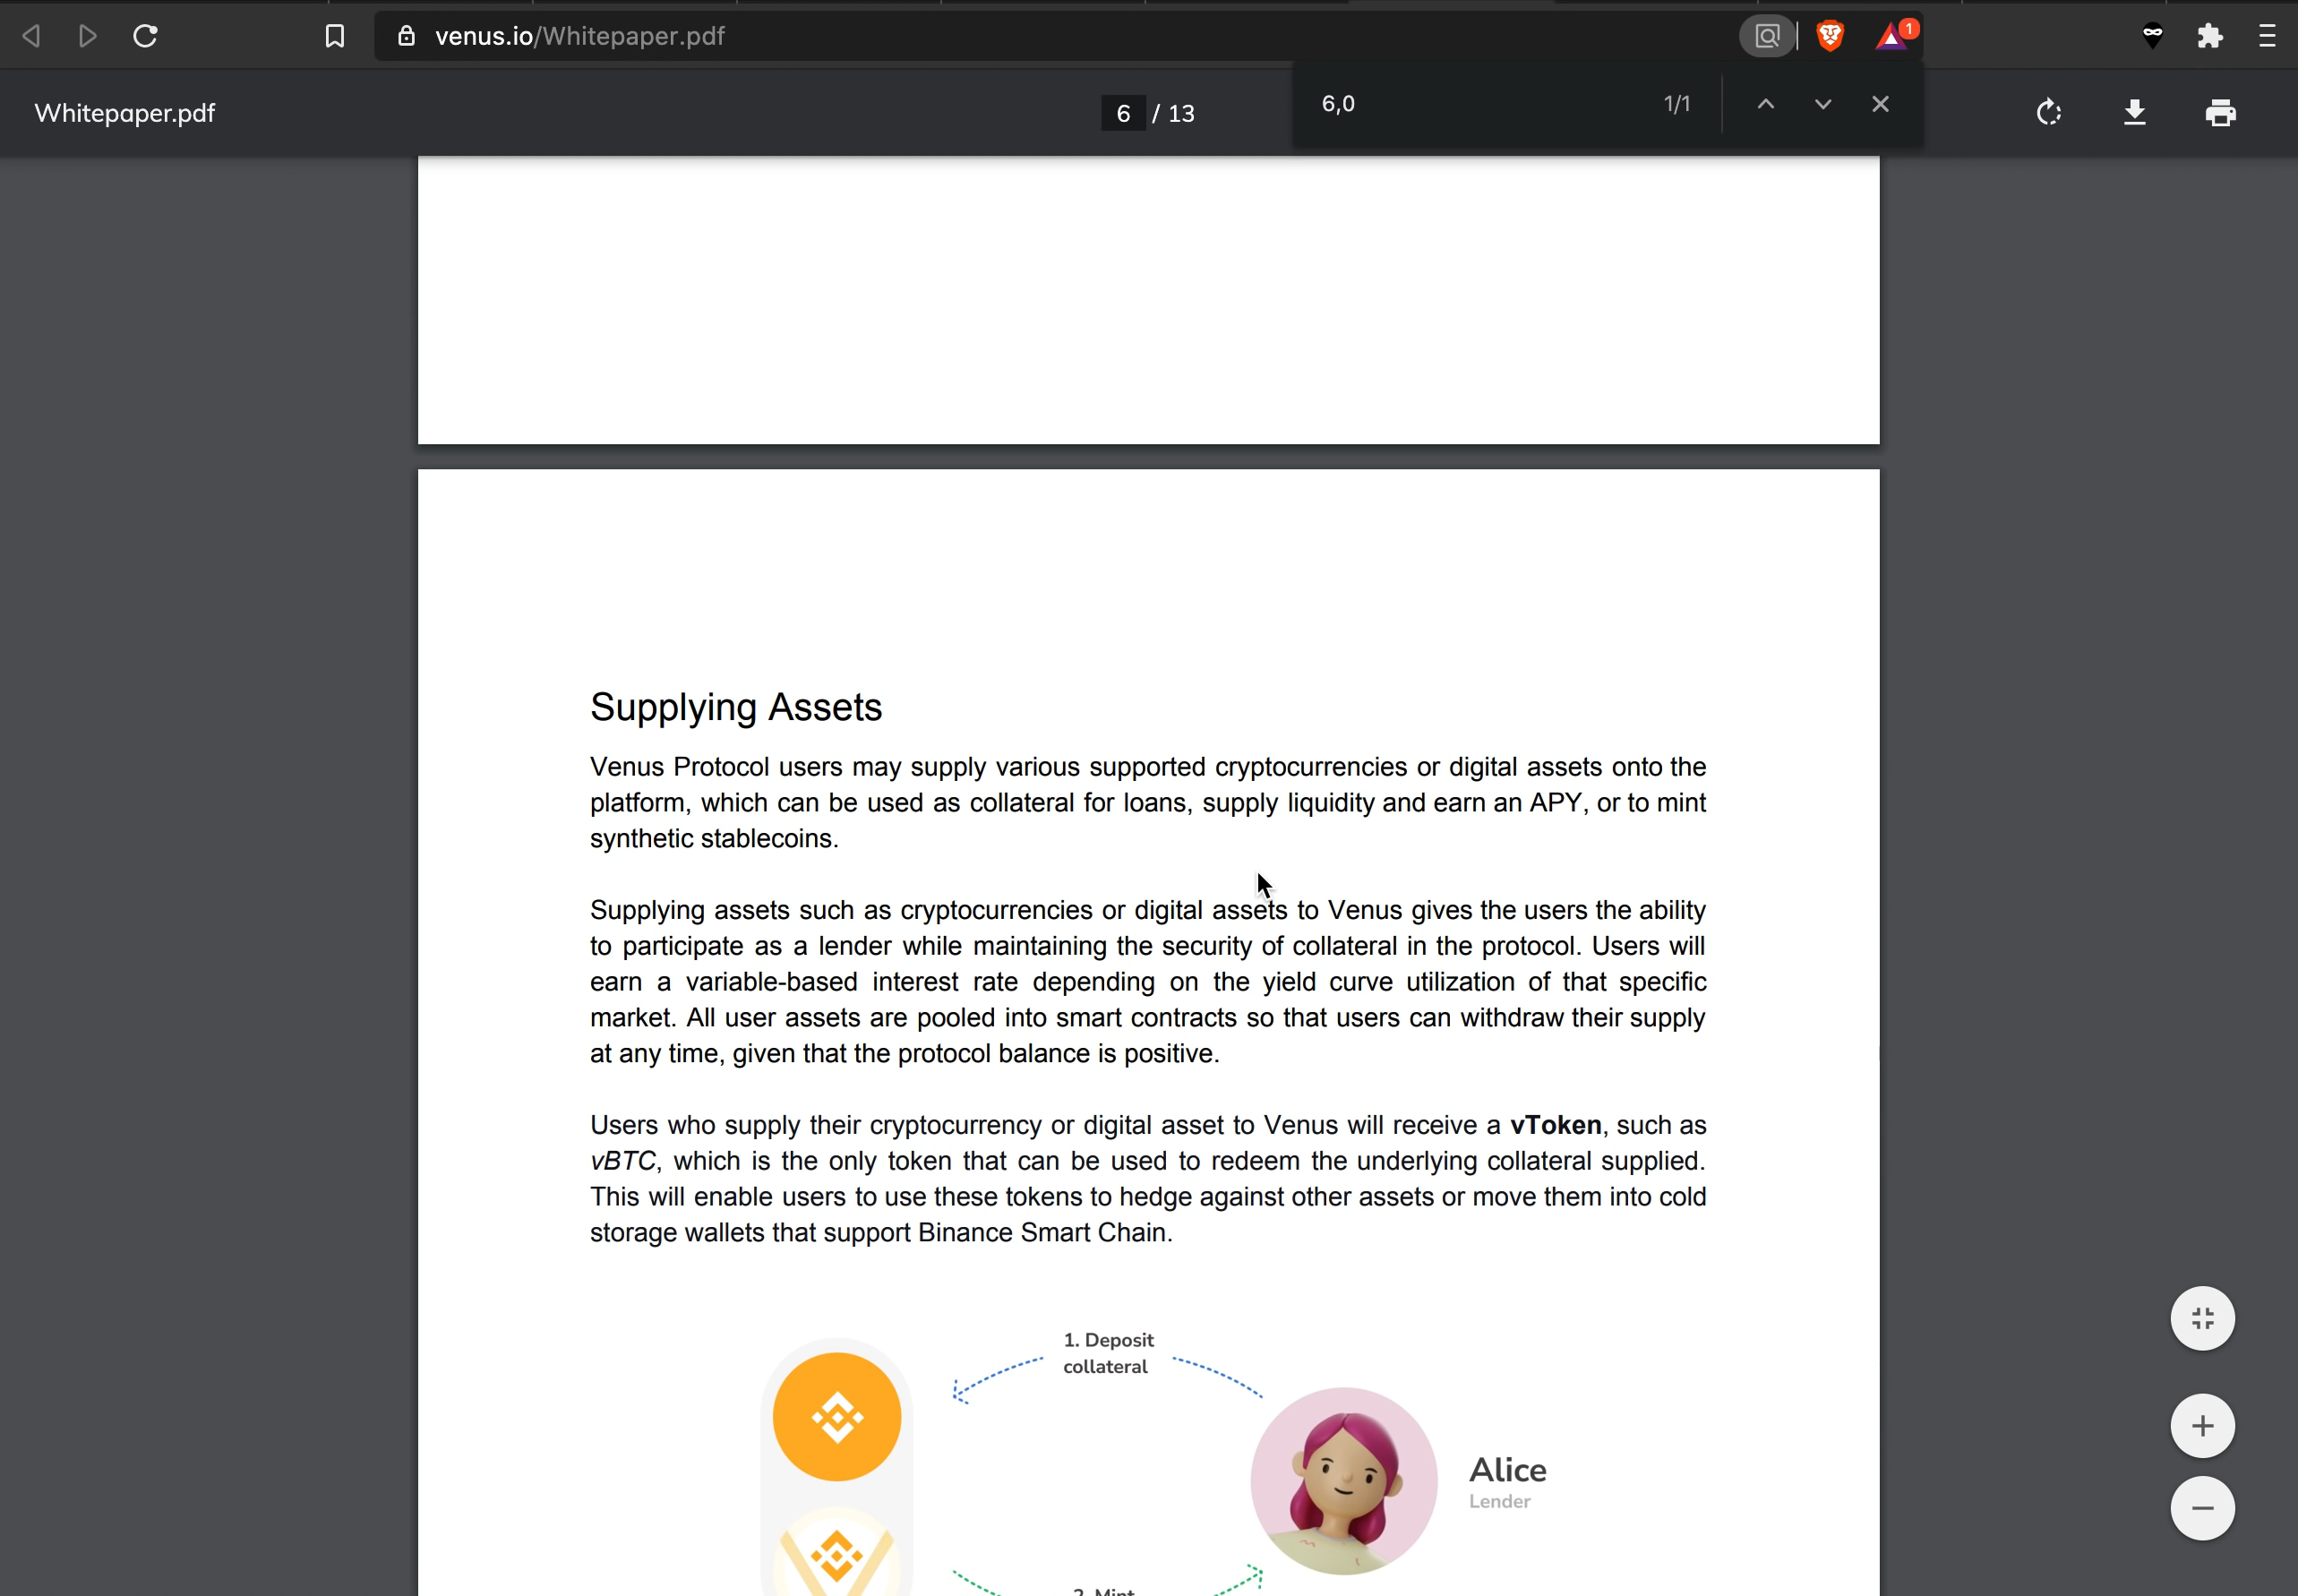 venus.io/Whitepaper.pdf
1
Whitepaper.pdf
6 / 13
6,0
1/1
Supplying Assets
Venus Protocol users may supply various supported cryptocurrencies or digital assets onto the
platform, which can be used as collateral for loans, supply liquidity and earn an APY, or to mint
synthetic stablecoins.
Supplying assets such as cryptocurrencies or digital assets to Venus gives the users the ability
to participate as a lender while maintaining the security of collateral in the protocol. Users will
earn a variable-based interest rate depending on the yield curve utilization of that specific
market. All user assets are pooled into smart contracts so that users can withdraw their supply
at any time, given that the protocol balance is positive.
Users who supply their cryptocurrency or digital asset to Venus will receive a vToken, such as
vBTC, which is the only token that can be used to redeem the underlying collateral supplied.
This will enable users to use these tokens to hedge against other assets or move them into cold
storage wallets that support Binance Smart Chain.
1. Deposit
collateral
Alice
Lender
2. Mint